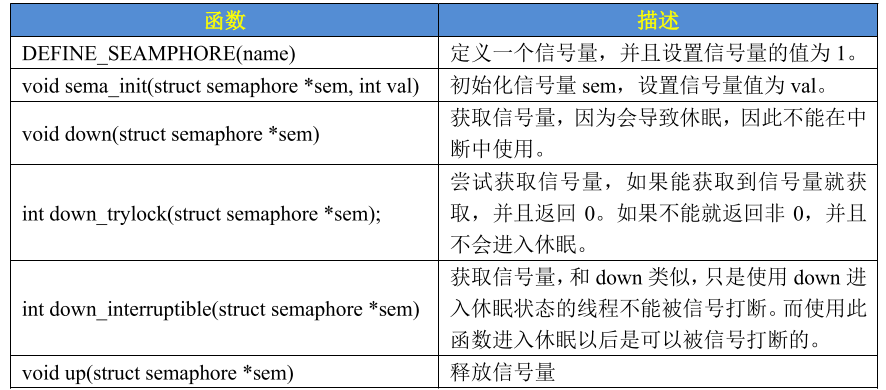 函数 描述
DEFINE_SEAMPHORE(name) 定义一个信号量，并且设置信号量的值为 1。
void sema_init(struct semaphore *sem, int val) 初始化信号量 sem，设置信号量值为 val。
void down(struct semaphore *sem) 获取信号量，因为会导致休眠，因此不能在中
断中使用。
int down_trylock(struct semaphore *sem); 尝试获取信号量，如果能获取到信号量就获
取，并且返回 0。如果不能就返回非 0，并且
不会进入休眠。
int down_interruptible(struct semaphore *sem) 获取信号量，和 down 类似，只是使用 down 进
入休眠状态的线程不能被信号打断。而使用此
函数进入休眠以后是可以被信号打断的。
void up(struct semaphore *sem) 释放信号量